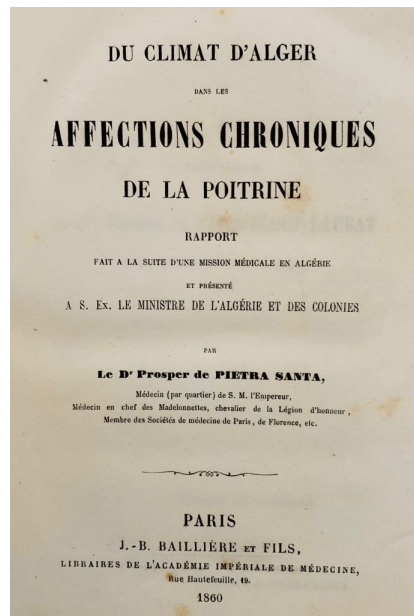 DU CLIMAT D'ALGER
DANS LES
AFFECTIONS CHRONIQUES
DE LA POITRINE
RAPPORT
FAIT A LA SUITE D'UNE MISSION MÉDICALE EN ALGÉRIE
ET PRÉSENTÉ
A S. Ex. LE MINISTRE DE L'ALGÉRIE ET DES COLONIES
PAR
Le Dr Prosper de PIETRA SANTA,
Médecin (par quartier) de S. M. l'Empereur,
Médecin en chef des Madelonnettes, chevalier de la Légion d'honneur,
Membre des Sociétés de médecine de Paris, de Florence, etc.
PARIS
J.-B. BAILLIÈRE ET FILS,
LIBRAIRES DE L'ACADÉMIE IMPÉRIALE DE MÉDECINE,
Rue Hautefeuille, 19.
1860